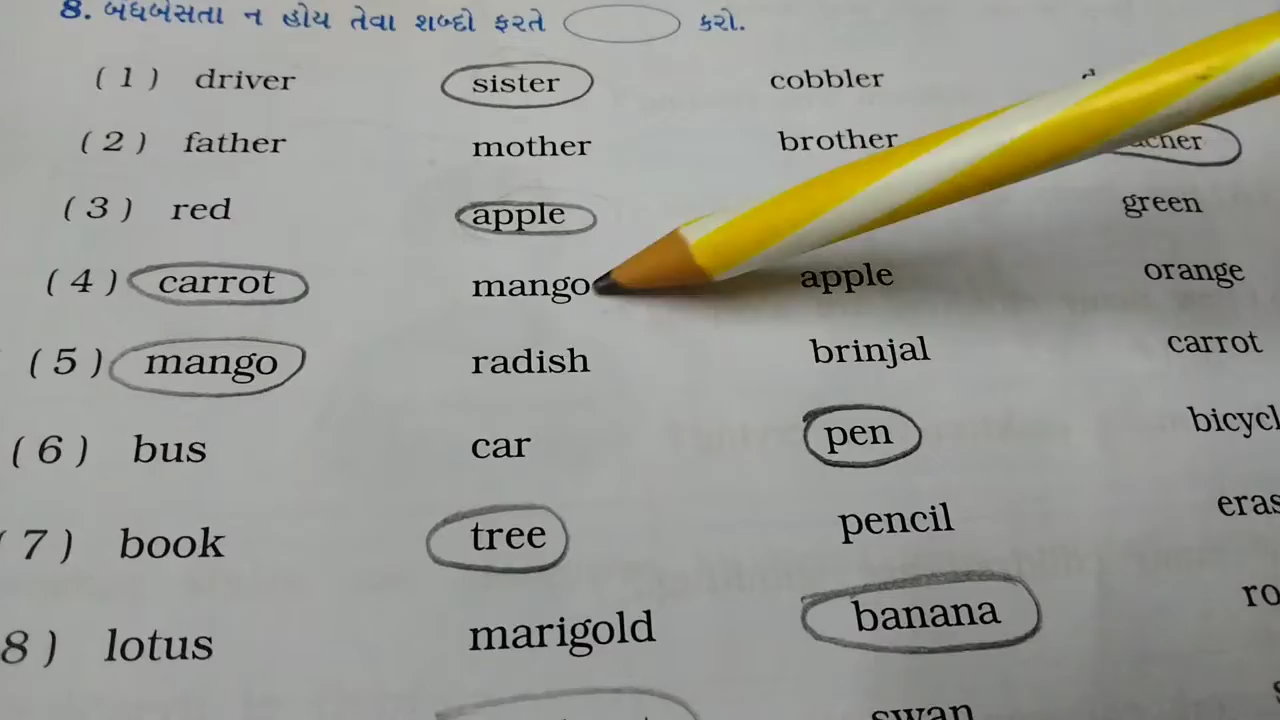 8. બંધબેસતા ન હોય તેવા શબ્દો ફરતે કરો.
(1) driver sister cobbler
(2) father mother brother
(3) red apple green
(4) carrot mango apple orange
(5) mango radish brinjal carrot
(6) bus car pen
(7) book tree pencil
8) lotus marigold banana
swan